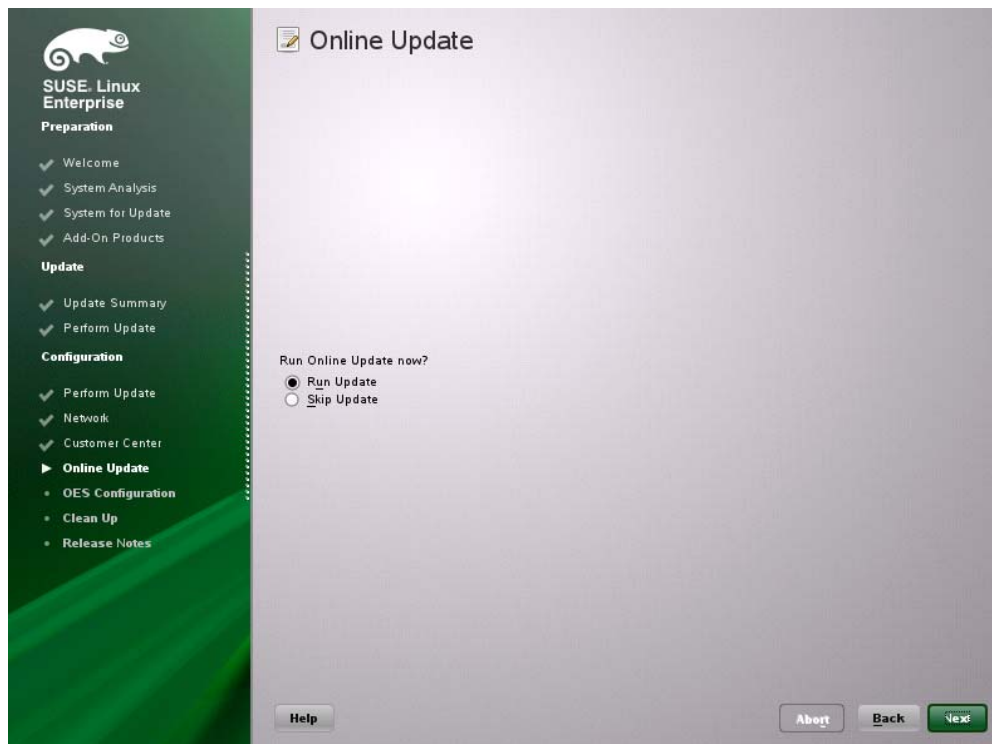 SUSE. Linux
Enterprise
Preparation
Welcome
System Analysis
System for Update
Add-On Products
Update
Update Summary
Perform Update
Configuration
Perform Update
Network
Customer Center
Online Update
OES Configuration
Clean Up
Release Notes
Online Update
Run Online Update now?
Run Update
Skip Update
Help
Abort
Back
Next